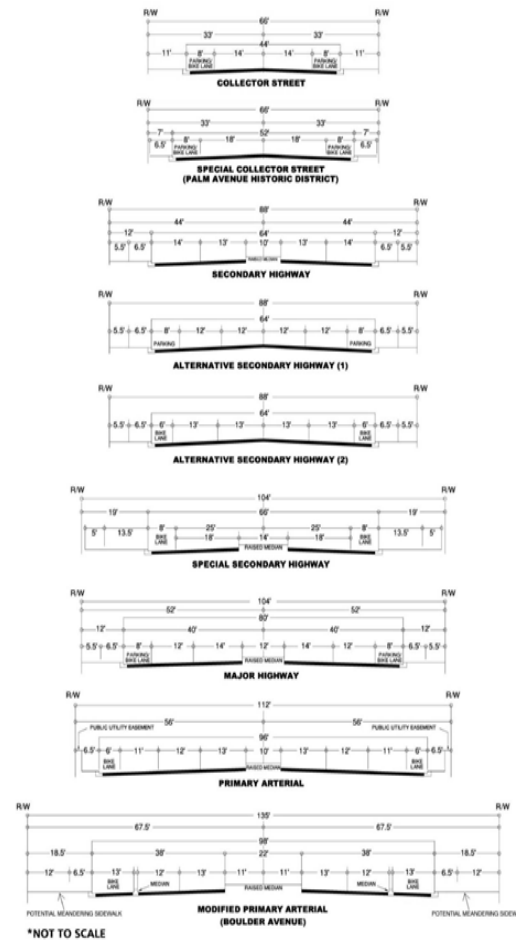 R/W R/W
66'
33' 33'
44'
11' 8' 14' 14' 8' 11'
PARKING/ BIKE LANE PARKING/ BIKE LANE
COLLECTOR STREET
R/W R/W
66'
33' 33'
7' 52' 7'
6.5' 8' 18' 18' 8' 6.5'
PARKING/ BIKE LANE PARKING/ BIKE LANE
SPECIAL COLLECTOR STREET
(PALM AVENUE HISTORIC DISTRICT)
R/W R/W
88'
44' 44'
12' 64' 12'
5.5' 6.5' 14' 13' 10' 13' 14' 6.5' 5.5'
RAISED MEDIAN
SECONDARY HIGHWAY
R/W R/W
88'
64'
5.5' 6.5' 8' 12' 12' 12' 12' 8' 6.5' 5.5'
PARKING PARKING
ALTERNATIVE SECONDARY HIGHWAY (1)
R/W R/W
88'
64'
5.5' 6.5' 6' 13' 13' 13' 13' 6' 6.5' 5.5'
BIKE LANE BIKE LANE
ALTERNATIVE SECONDARY HIGHWAY (2)
R/W R/W
104'
19' 66' 19'
5' 13.5' 8' 25' 25' 8' 13.5' 5'
18' 14' 18'
BIKE LANE RAISED MEDIAN BIKE LANE
SPECIAL SECONDARY HIGHWAY
R/W R/W
104'
52' 52'
80'
12' 40' 40' 12'
5.5' 6.5' 8' 12' 14' 12' 14' 12' 8' 6.5' 5.5'
PARKING/ BIKE LANE RAISED MEDIAN PARKING/ BIKE LANE
MAJOR HIGHWAY
R/W R/W
112'
56' 56'
PUBLIC UTILITY EASEMENT PUBLIC UTILITY EASEMENT
96'
6.5' 6' 11' 12' 13' 10' 13' 12' 11' 6' 6.5'
BIKE LANE RAISED MEDIAN BIKE LANE
PRIMARY ARTERIAL
R/W R/W
135'
67.5' 67.5'
98'
18.5' 38' 22' 38' 18.5'
12' 6.5' 13' 12' 13' 11' 11' 13' 12' 13' 6.5' 12'
BIKE LANE MEDIAN RAISED MEDIAN MEDIAN BIKE LANE
POTENTIAL MEANDERING SIDEWALK POTENTIAL MEANDERING SIDEW
MODIFIED PRIMARY ARTERIAL
(BOULDER AVENUE)
*NOT TO SCALE